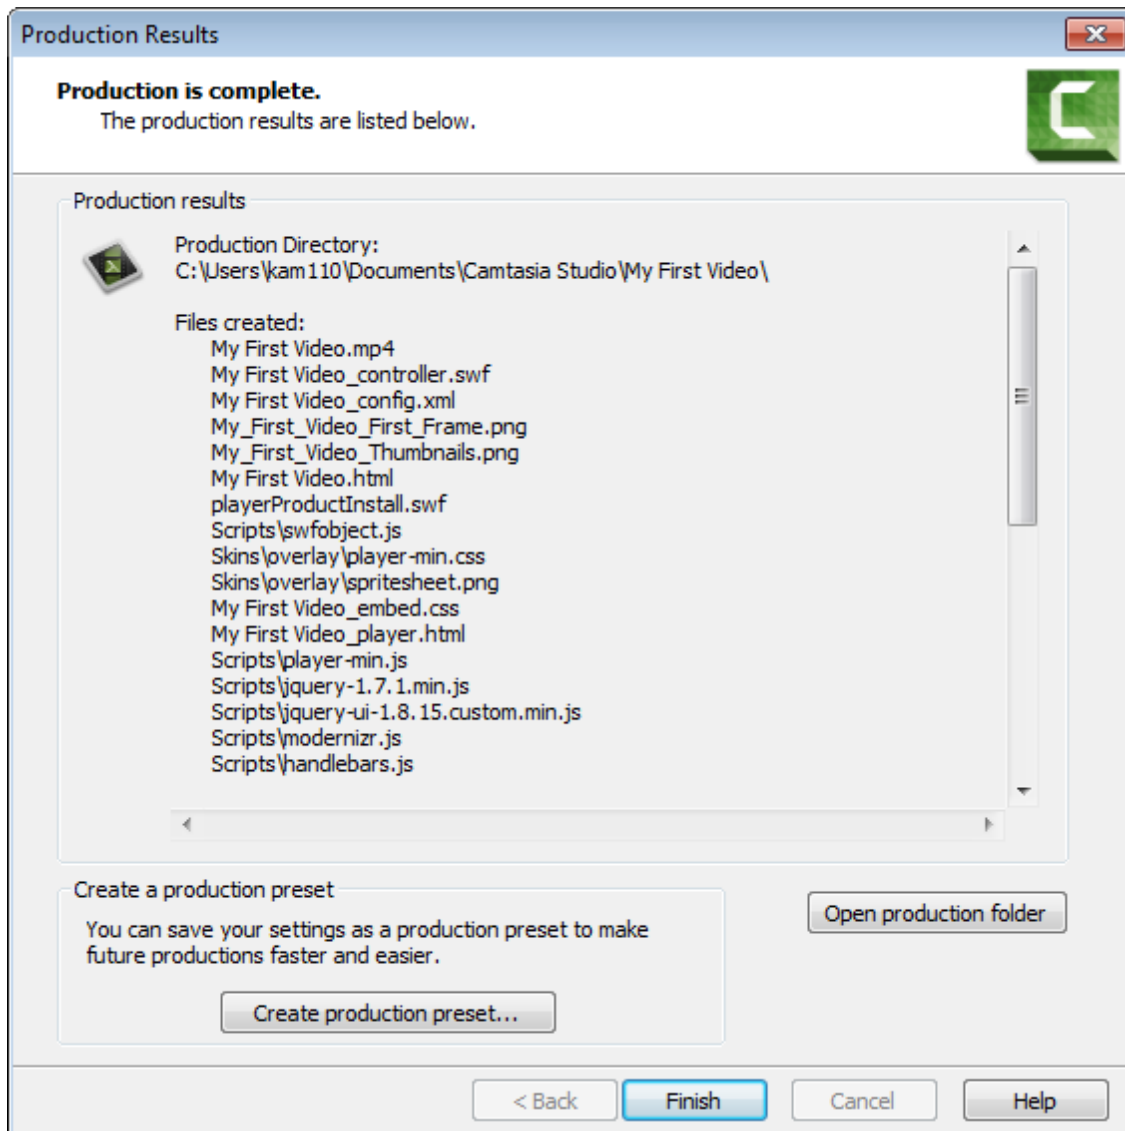 Production Results
Production is complete.
The production results are listed below.
Production results
Production Directory:
C:\Users\kam110\Documents\Camtasia Studio\My First Video\
Files created:
My First Video.mp4
My First Video_controller.swf
My First Video_config.xml
My_First_Video_First_Frame.png
My_First_Video_Thumbnails.png
My First Video.html
playerProductInstall.swf
Scripts\swfobject.js
Skins\overlay\player-min.css
Skins\overlay\spritesheet.png
My First Video_embed.css
My First Video_player.html
Scripts\player-min.js
Scripts\jquery-1.7.1.min.js
Scripts\jquery-ui-1.8.15.custom.min.js
Scripts\modernizr.js
Scripts\handlebars.js
Create a production preset
You can save your settings as a production preset to make
future productions faster and easier.
Create production preset...
Open production folder
< Back
Finish
Cancel
Help